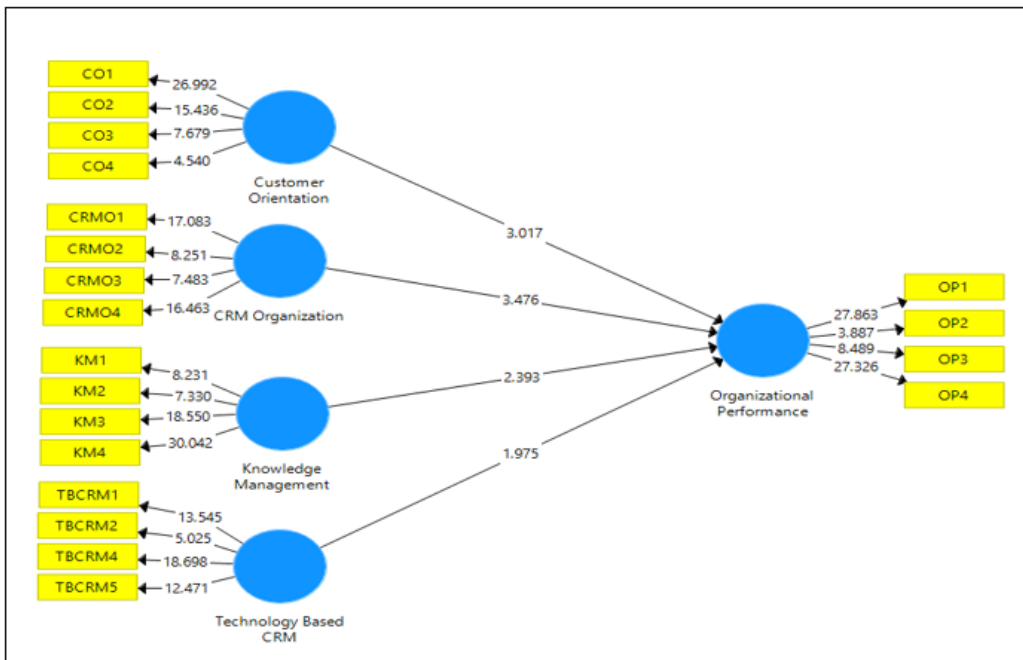 CO1
26.992
CO2
15.436
CO3
7.679
CO4
4.540
Customer
Orientation
CRMO1
17.083
CRMO2
8.251
CRMO3
7.483
CRMO4
16.463
CRM Organization
KM1
8.231
KM2
7.330
KM3
18.550
KM4
30.042
Knowledge
Management
TBCRM1
13.545
TBCRM2
5.025
TBCRM4
18.698
TBCRM5
12.471
Technology Based
CRM
3.017
3.476
2.393
1.975
Organizational
Performance
27.863
OP1
3.887
OP2
8.489
OP3
27.326
OP4